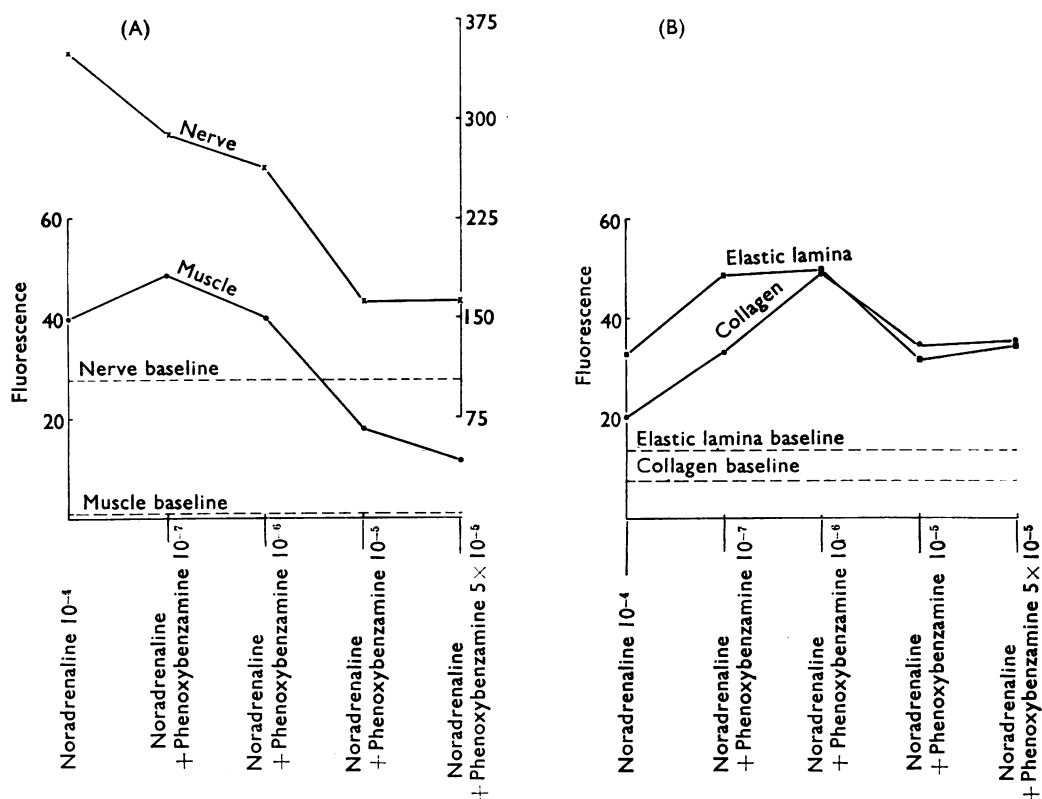 (A)
375
300
225
150
75
Nerve
60
40
20
Fluorescence
Muscle
Nerve baseline
Muscle baseline
Noradrenaline 10⁻⁴
Noradrenaline
+ Phenoxybenzamine 10⁻⁷
Noradrenaline
+ Phenoxybenzamine 10⁻⁶
Noradrenaline
+ Phenoxybenzamine 10⁻⁵
Noradrenaline
+ Phenoxybenzamine 5 × 10⁻⁵
(B)
60
40
20
Fluorescence
Elastic lamina
Collagen
Elastic lamina baseline
Collagen baseline
Noradrenaline 10⁻⁴
Noradrenaline
+ Phenoxybenzamine 10⁻⁷
Noradrenaline
+ Phenoxybenzamine 10⁻⁶
Noradrenaline
+ Phenoxybenzamine 10⁻⁵
Noradrenaline
+ Phenoxybenzamine 5 × 10⁻⁵